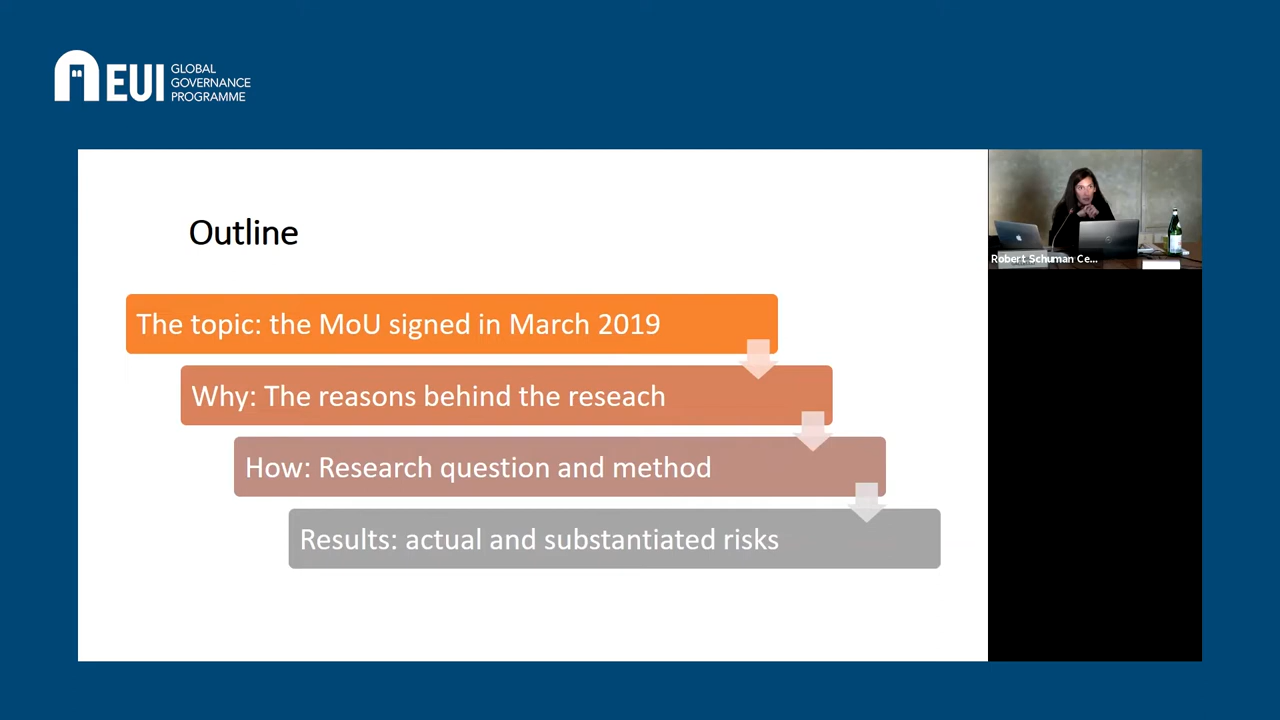 EUI
GLOBAL
GOVERNANCE
PROGRAMME
Outline
The topic: the MoU signed in March 2019
Why: The reasons behind the reseach
How: Research question and method
Results: actual and substantiated risks
Robert Schuman Ce...